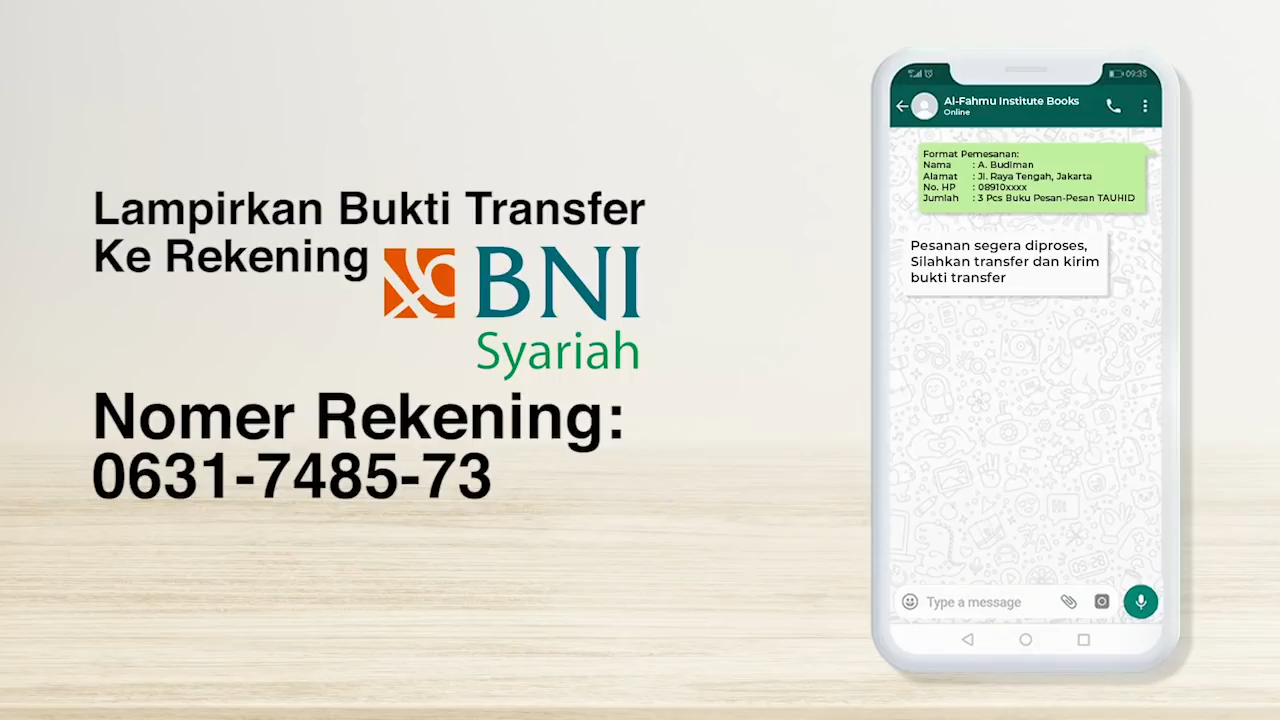 Lampirkan Bukti Transfer
Ke Rekening
BNI
Syariah
Nomer Rekening:
0631-7485-73
09:35
Al-Fahmu Institute Books
Online
Format Pemesanan:
Nama : A. Budiman
Alamat : Jl. Raya Tengah, Jakarta
No. HP : 08910xxxx
Jumlah : 3 Pcs Buku Pesan-Pesan TAUHID
Pesanan segera diproses,
Silahkan transfer dan kirim
bukti transfer
09:28
Type a message